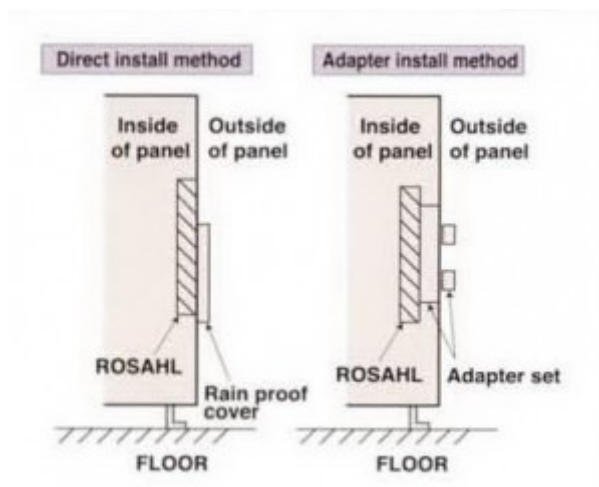 Direct install method
Adapter install method
Inside
of panel
Outside
of panel
Inside
of panel
Outside
of panel
ROSAHL
Rain proof
cover
ROSAHL
Adapter set
FLOOR
FLOOR